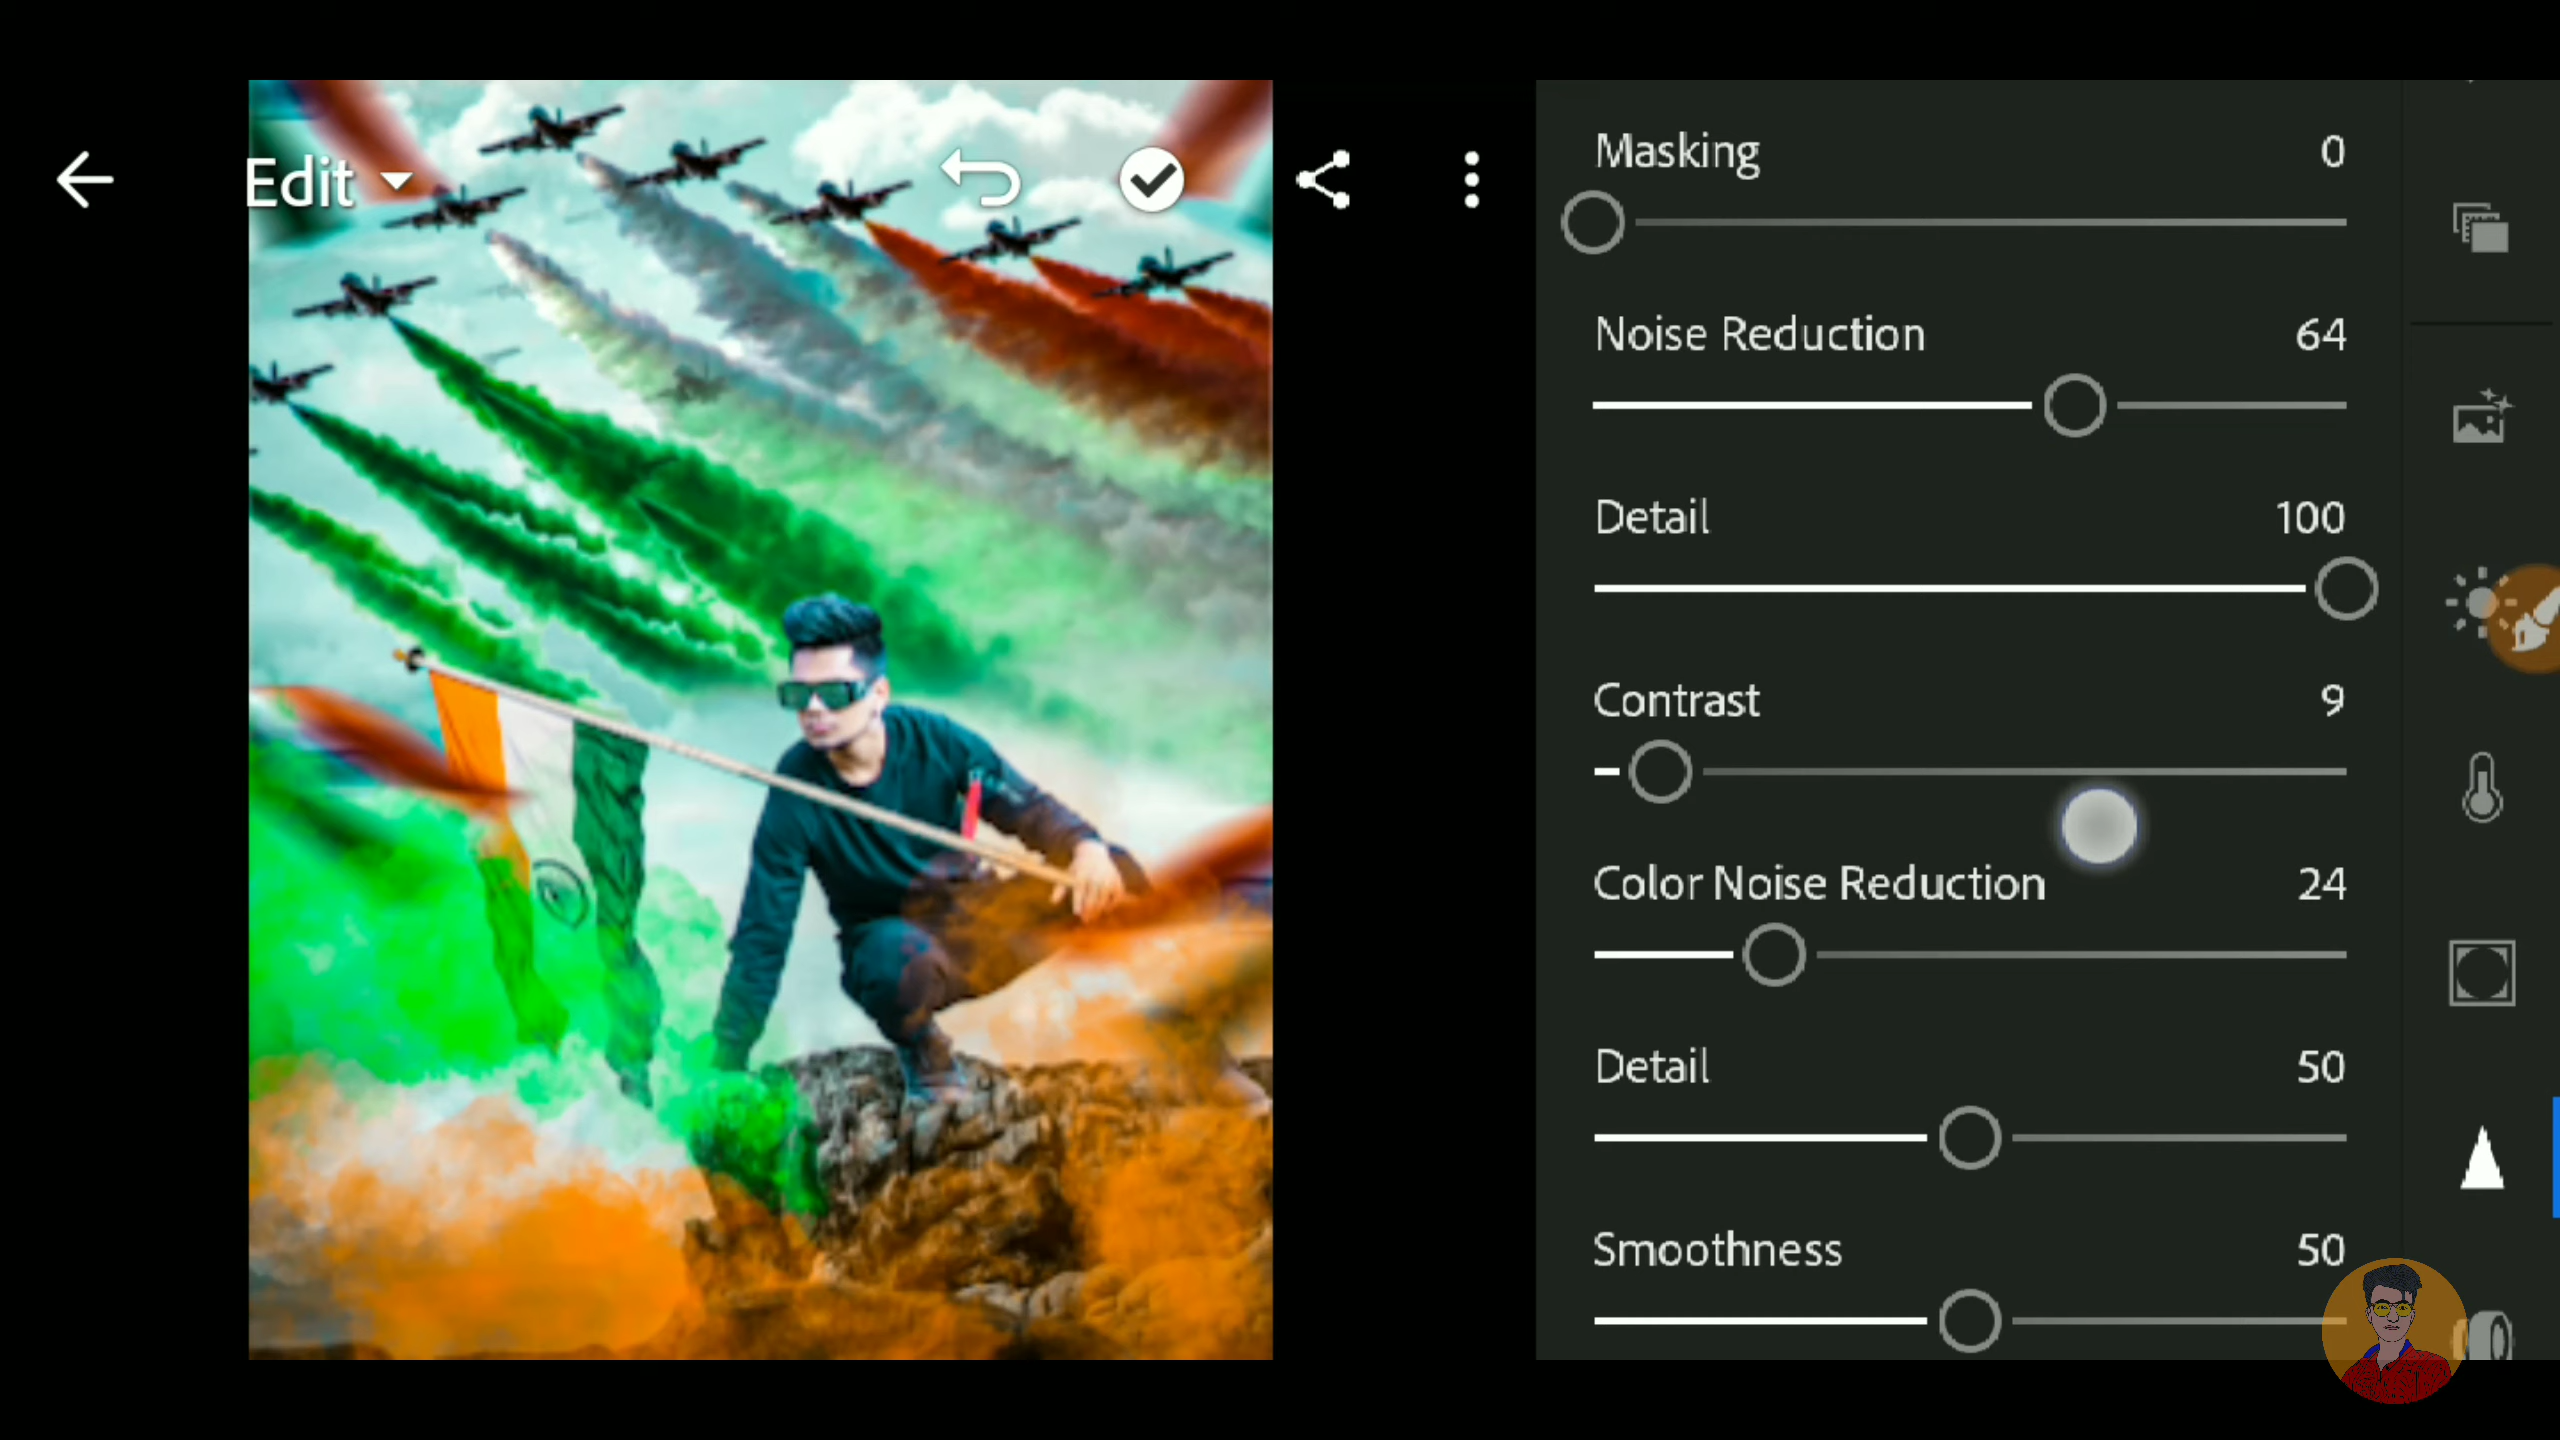 Edit
Masking 0
Noise Reduction 64
Detail 100
Contrast 9
Color Noise Reduction 24
Detail 50
Smoothness 50